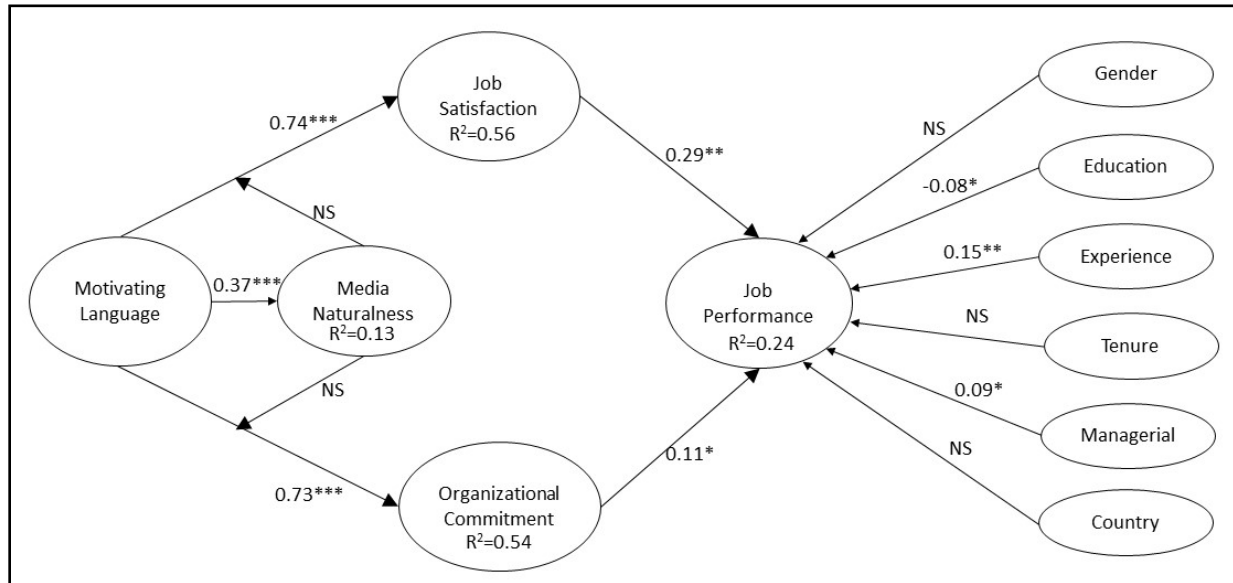 Job
Satisfaction
R²=0.56
0.74***
NS
Motivating
Language
0.37***
Media
Naturalness
R²=0.13
NS
0.73***
Organizational
Commitment
R²=0.54
0.29**
0.11*
Job
Performance
R²=0.24
NS
Gender
-0.08*
Education
0.15**
Experience
NS
Tenure
0.09*
Managerial
NS
Country